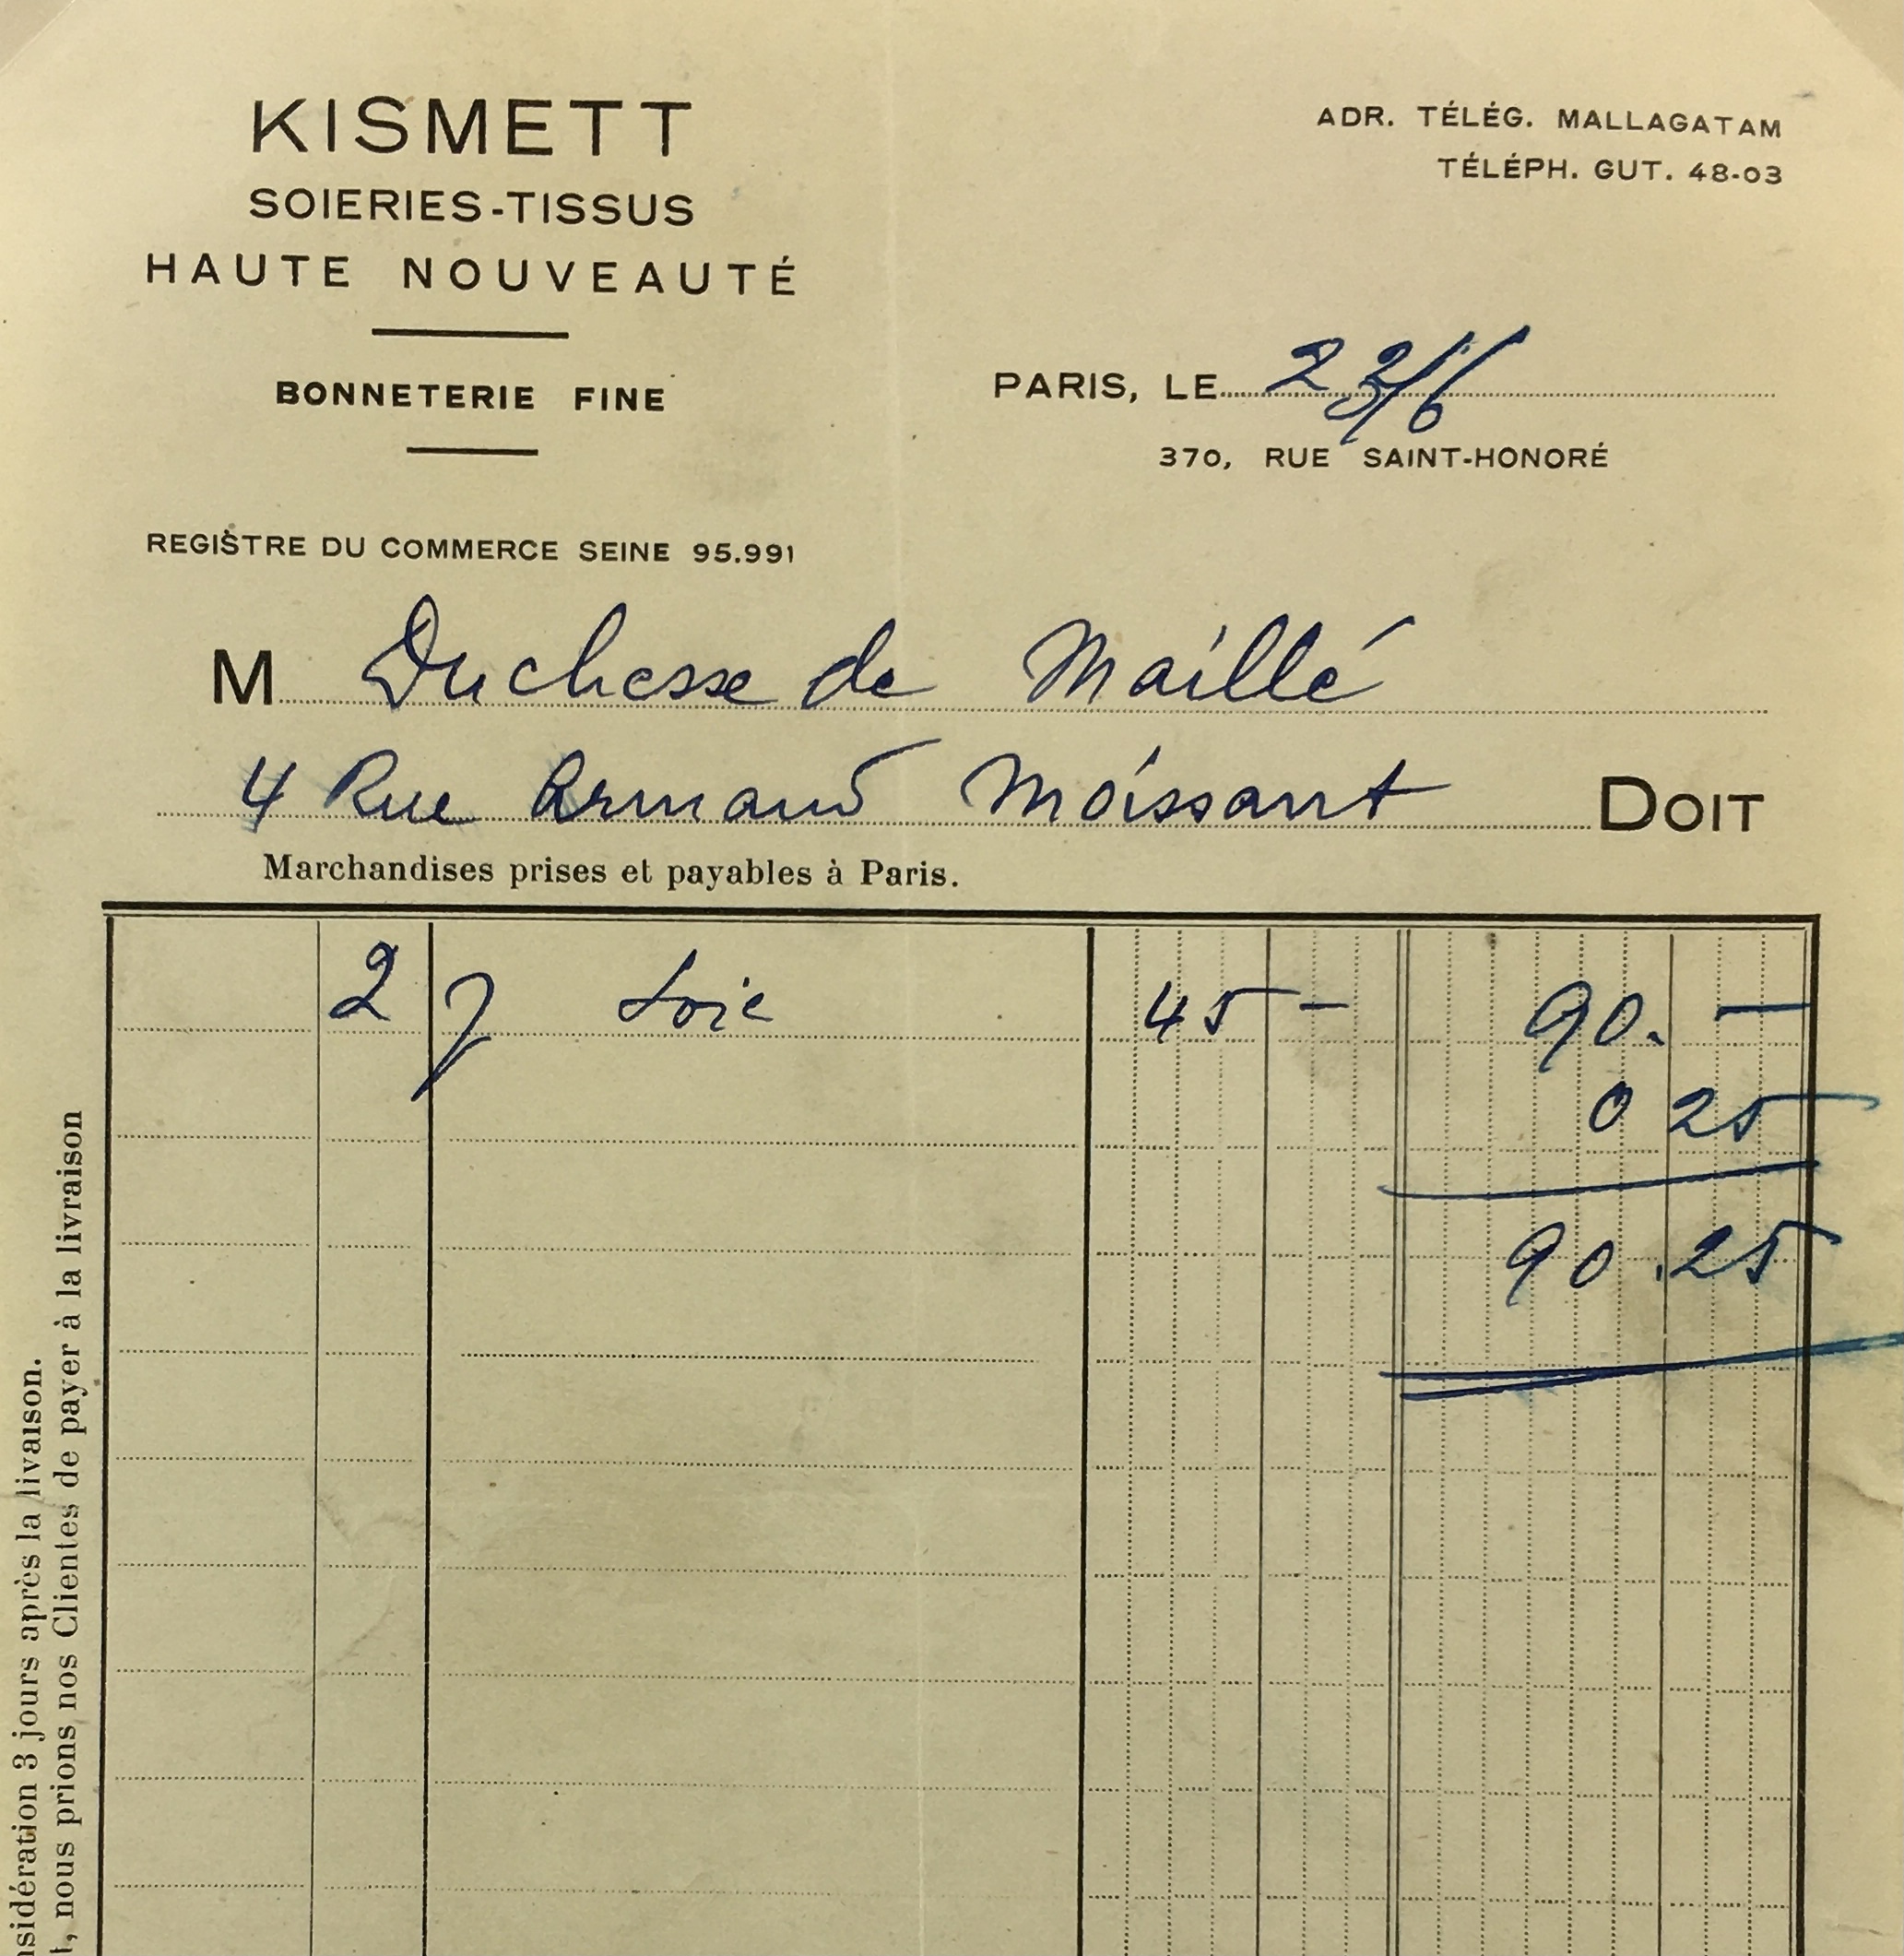 KISMETT
SOIERIES-TISSUS
HAUTE NOUVEAUTÉ
BONNETERIE FINE
REGISTRE DU COMMERCE SEINE 95.991
ADR. TÉLÉG. MALLAGATAM
TÉLÉPH. GUT. 48-03
PARIS, LE 23/6
370, RUE SAINT-HONORÉ
M Duchesse de Maillé
4 Rue Armand Moissant DOIT
Marchandises prises et payables à Paris.
2 Soie 45 - 90. -
0 25
90.25
3 jours après la livraison.
nous prions nos Clientes de payer à la livraison